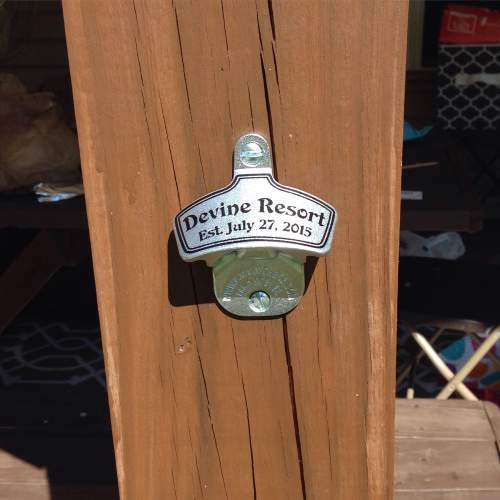 Devine Resort
Est. July 27, 2015